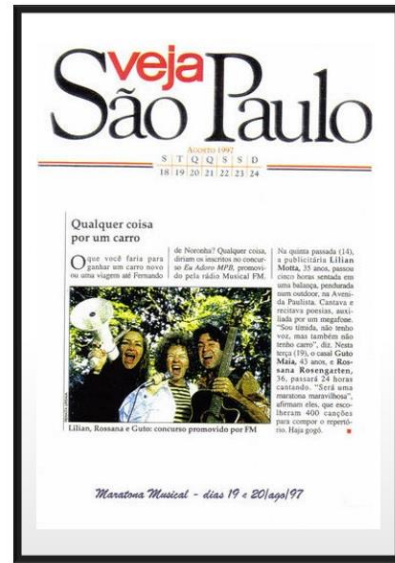 veja
São Paulo
AGOSTO 1997
S T Q Q S S D
18 19 20 21 22 23 24
Qualquer coisa
por um carro
O que você faria para
ganhar um carro novo
ou uma viagem até Fernando
de Noronha? Qualquer coisa,
diriam os inscritos no concur-
so Eu Adoro MPB, promovi-
do pela rádio Musical FM.
Na quinta passada (14),
a publicitária Lilian
Motta, 35 anos, passou
cinco horas sentada em
uma balança, pendurada
num outdoor, na Aveni-
da Paulista. Cantava e
recitava poesias, auxi-
liada por um megafone.
"Sou tímida, não tenho
voz, mas também não
tenho carro", diz. Nesta
terça (19), o casal Guto
Maia, 43 anos, e Ros-
sana Rosengarten,
36, passará 24 horas
cantando. "Será uma
maratona maravilhosa",
afirmam eles, que esco-
lheram 400 canções
para compor o repertó-
rio. Haja gogó.
Lilian, Rossana e Guto: concurso promovido por FM
Maratona Musical - dias 19 e 20/ago/97